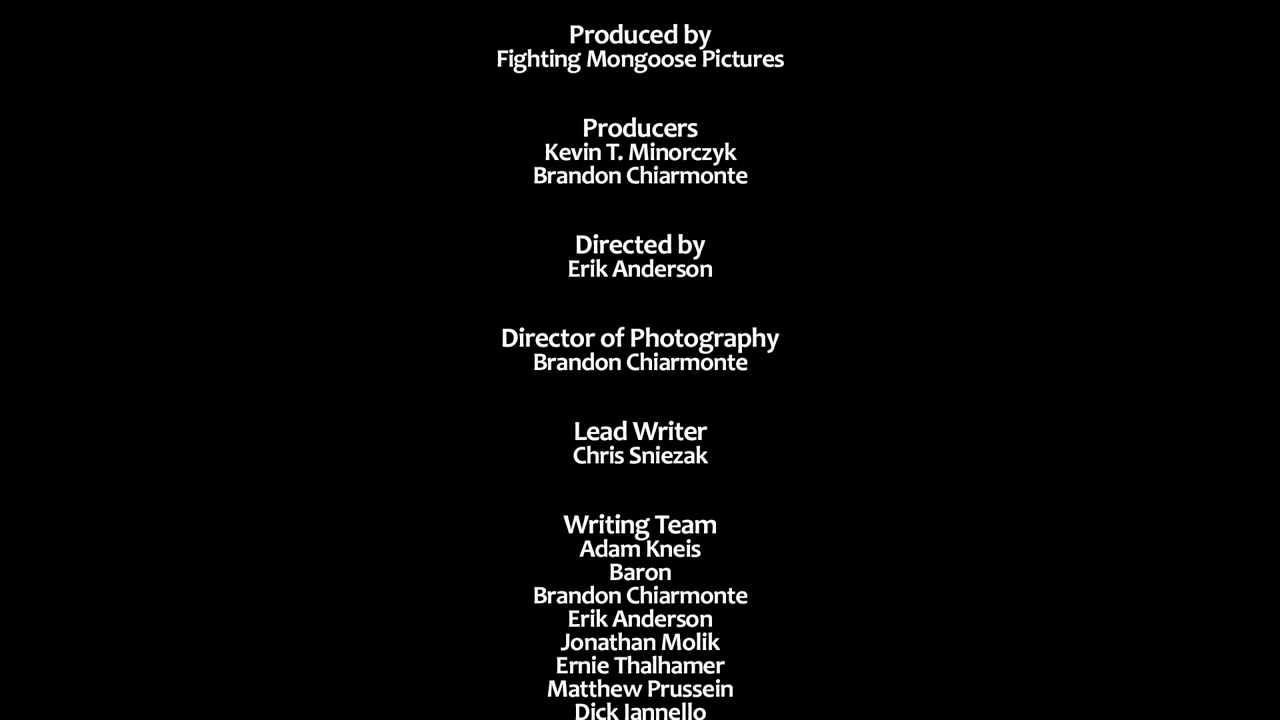 Produced by
Fighting Mongoose Pictures
Producers
Kevin T. Minorczyk
Brandon Chiarmonte
Directed by
Erik Anderson
Director of Photography
Brandon Chiarmonte
Lead Writer
Chris Sniezak
Writing Team
Adam Kneis
Baron
Brandon Chiarmonte
Erik Anderson
Jonathan Molik
Ernie Thalhamer
Matthew Prussein
Dick Iannello